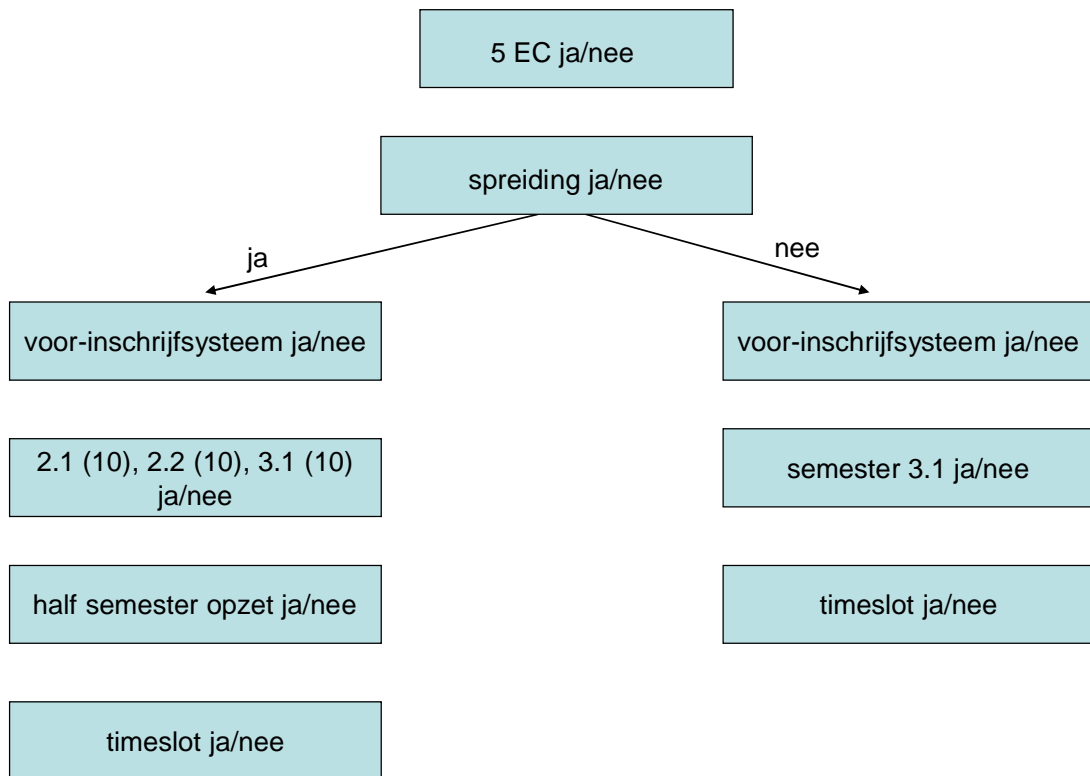 5 EC ja/nee
spreiding ja/nee
ja
nee
voor-inschrijfsysteem ja/nee
voor-inschrijfsysteem ja/nee
2.1 (10), 2.2 (10), 3.1 (10)
ja/nee
semester 3.1 ja/nee
half semester opzet ja/nee
timeslot ja/nee
timeslot ja/nee